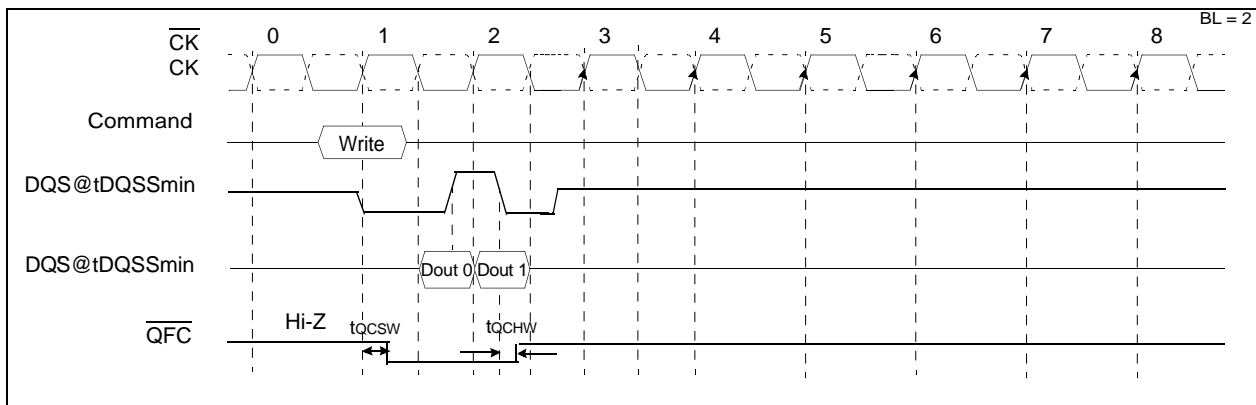 BL = 2
0 1 2 3 4 5 6 7 8
CK
CK
Command
Write
DQS@tDQSSmin
DQS@tDQSSmin
Dout 0 Dout 1
Hi-Z
tQCSW
tQCHW
QFC